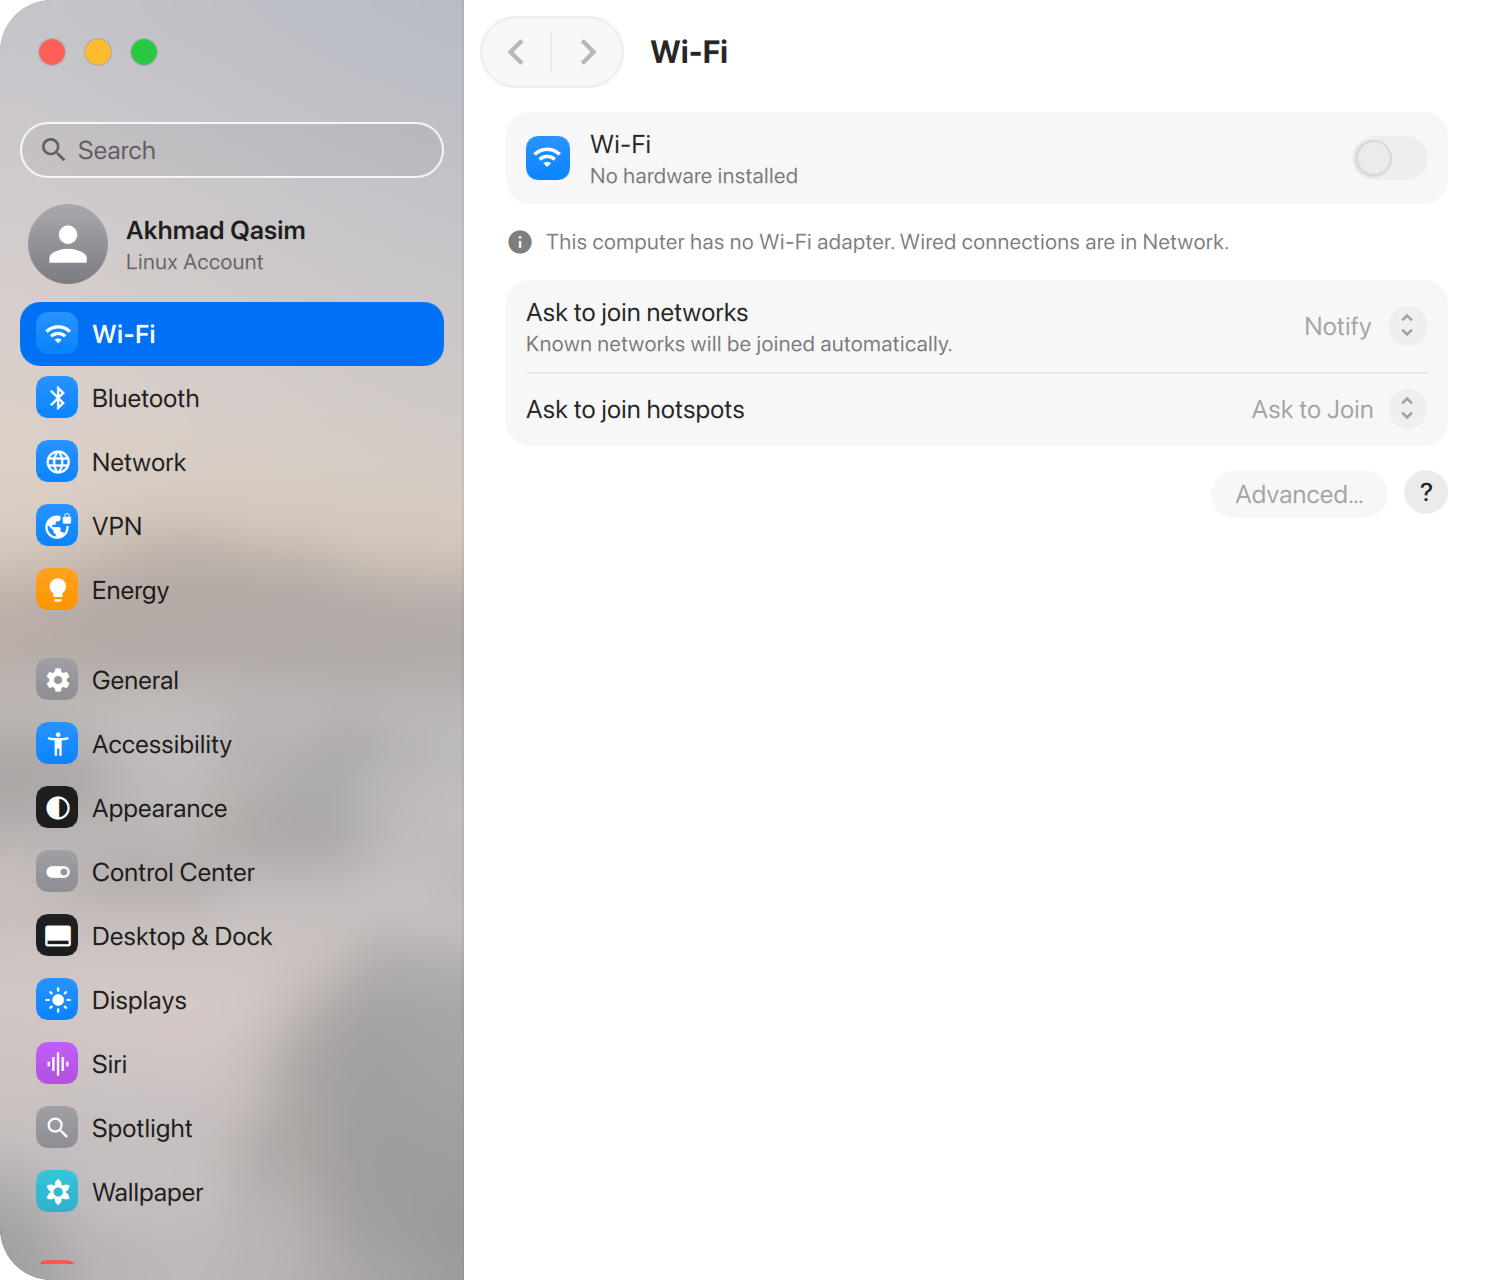 Wi-Fi
Search
Akhmad Qasim
Linux Account
Wi-Fi
Bluetooth
Network
VPN
Energy
General
Accessibility
Appearance
Control Center
Desktop & Dock
Displays
Siri
Spotlight
Wallpaper
Wi-Fi
No hardware installed
This computer has no Wi-Fi adapter. Wired connections are in Network.
Ask to join networks
Notify
Known networks will be joined automatically.
Ask to join hotspots
Ask to Join
Advanced...
?